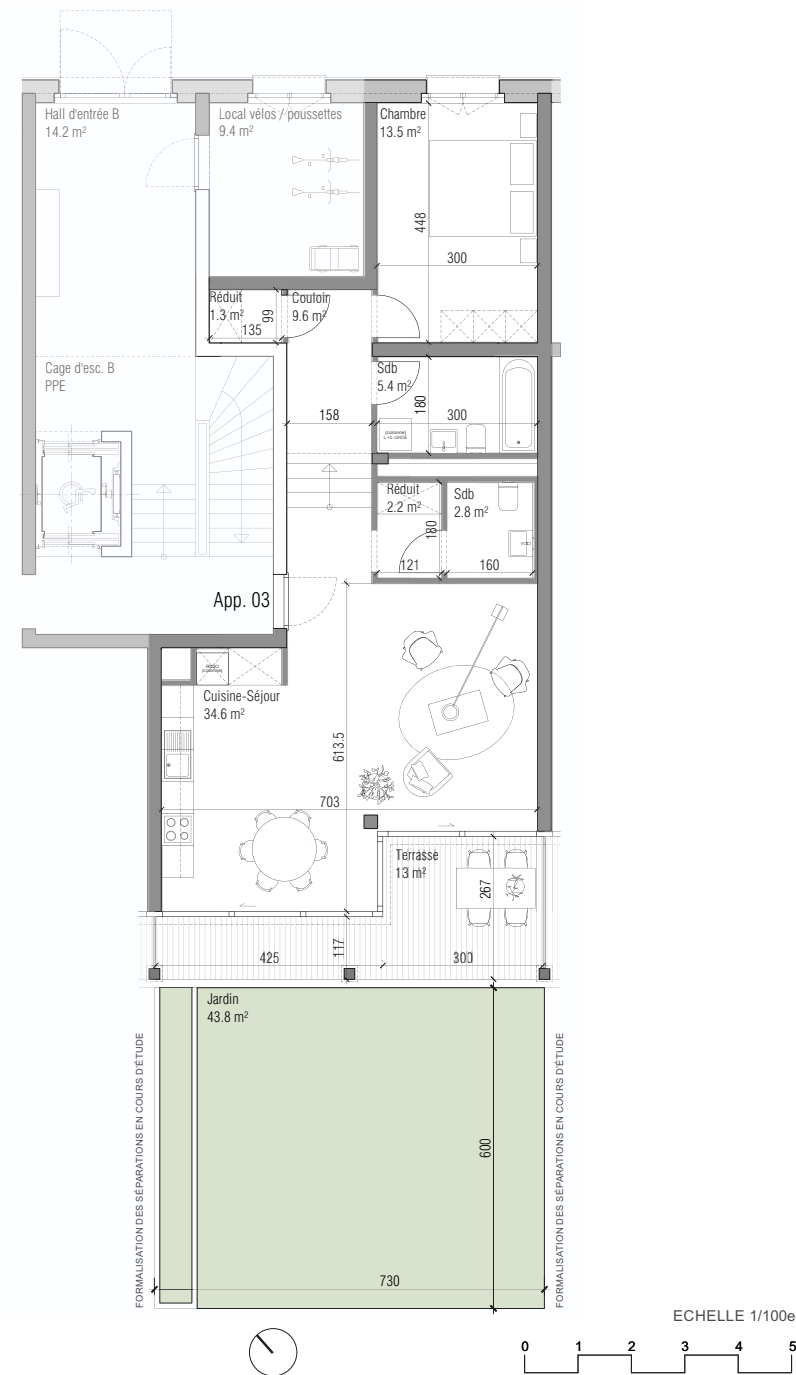 Hall d'entrée B
14.2 m²
Local vélos / poussettes
9.4 m²
Chambre
13.5 m²
448
300
Réduit
1.3 m²
99
135
Couloir
9.6 m²
Cage d'esc. B
PPE
Sdb
5.4 m²
180
300
158
Réduit
2.2 m²
180
121
Sdb
2.8 m²
160
App. 03
Cuisine-Séjour
34.6 m²
613.5
703
Terrasse
13 m²
267
117
425
300
Jardin
43.8 m²
600
730
FORMALISATION DES SÉPARATIONS EN COURS D'ÉTUDE
FORMALISATION DES SÉPARATIONS EN COURS D'ÉTUDE
ECHELLE 1/100e
0 1 2 3 4 5